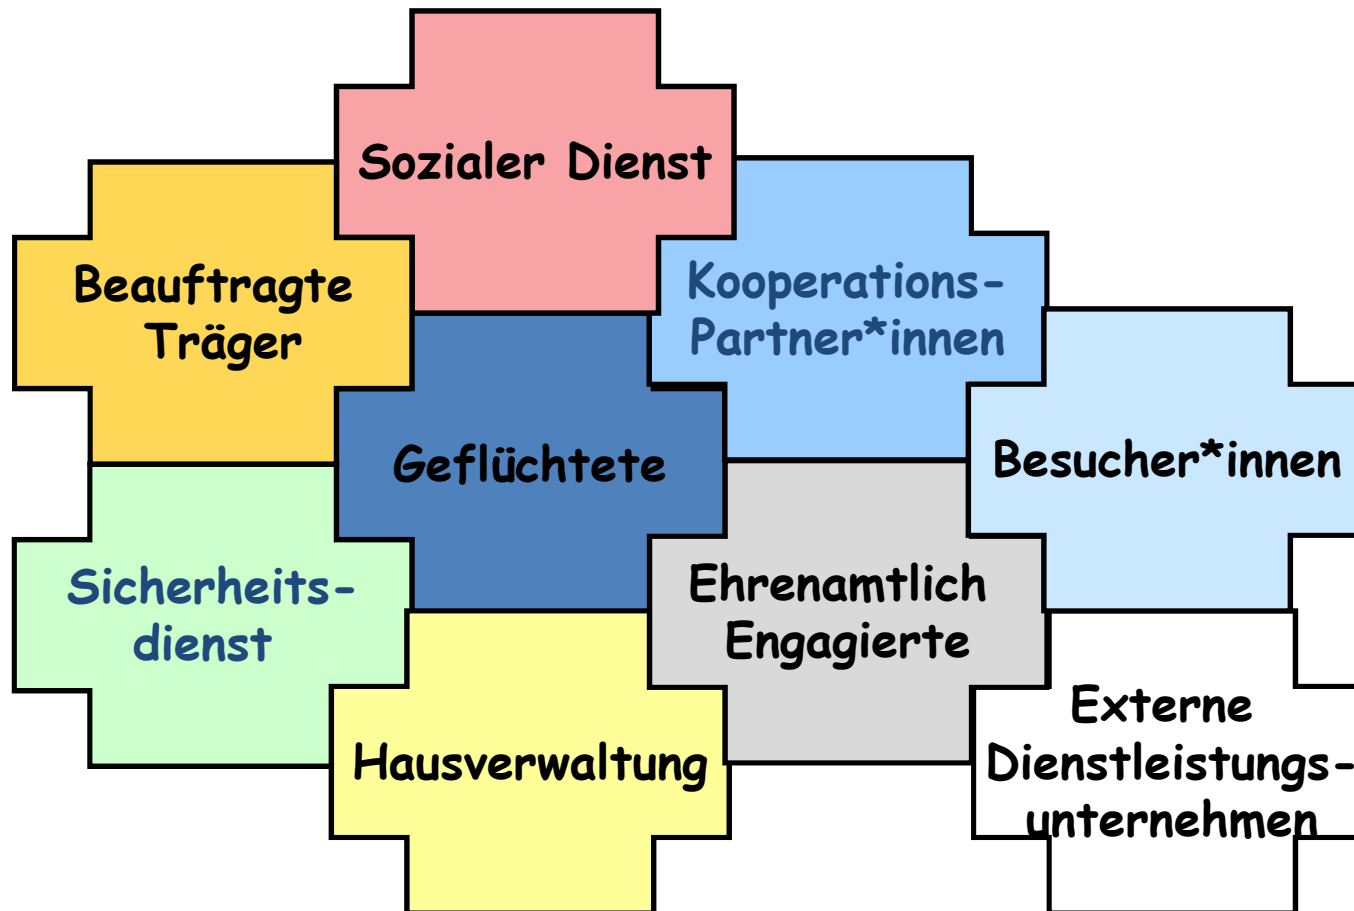 Sozialer Dienst
Beauftragte
Träger
Kooperations-
Partner*innen
Geflüchtete
Besucher*innen
Sicherheits-
dienst
Ehrenamtlich
Engagierte
Hausverwaltung
Externe
Dienstleistungs-
unternehmen